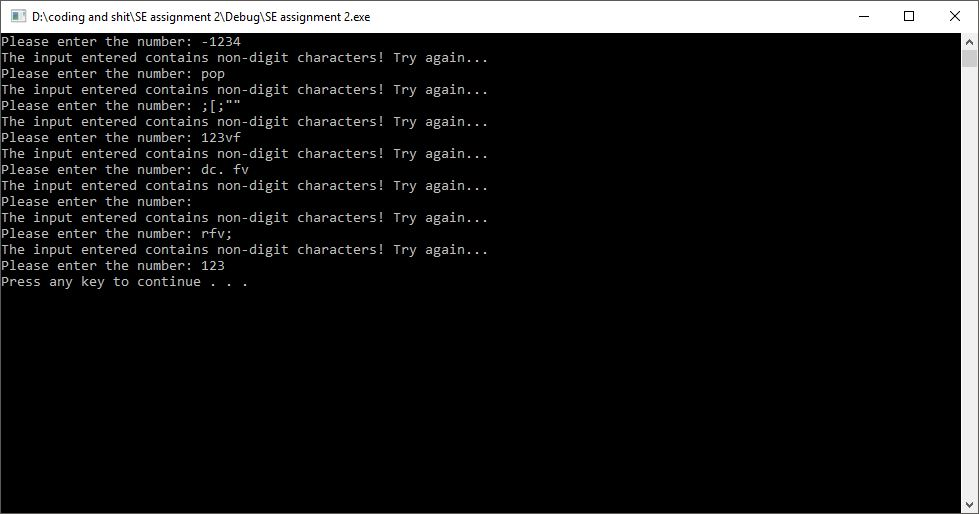 D:\coding and shit\SE assignment 2\Debug\SE assignment 2.exe
Please enter the number: -1234
The input entered contains non-digit characters! Try again...
Please enter the number: pop
The input entered contains non-digit characters! Try again...
Please enter the number: ;[;""
The input entered contains non-digit characters! Try again...
Please enter the number: 123vf
The input entered contains non-digit characters! Try again...
Please enter the number: dc. fv
The input entered contains non-digit characters! Try again...
Please enter the number:
The input entered contains non-digit characters! Try again...
Please enter the number: rfv;
The input entered contains non-digit characters! Try again...
Please enter the number: 123
Press any key to continue . . .